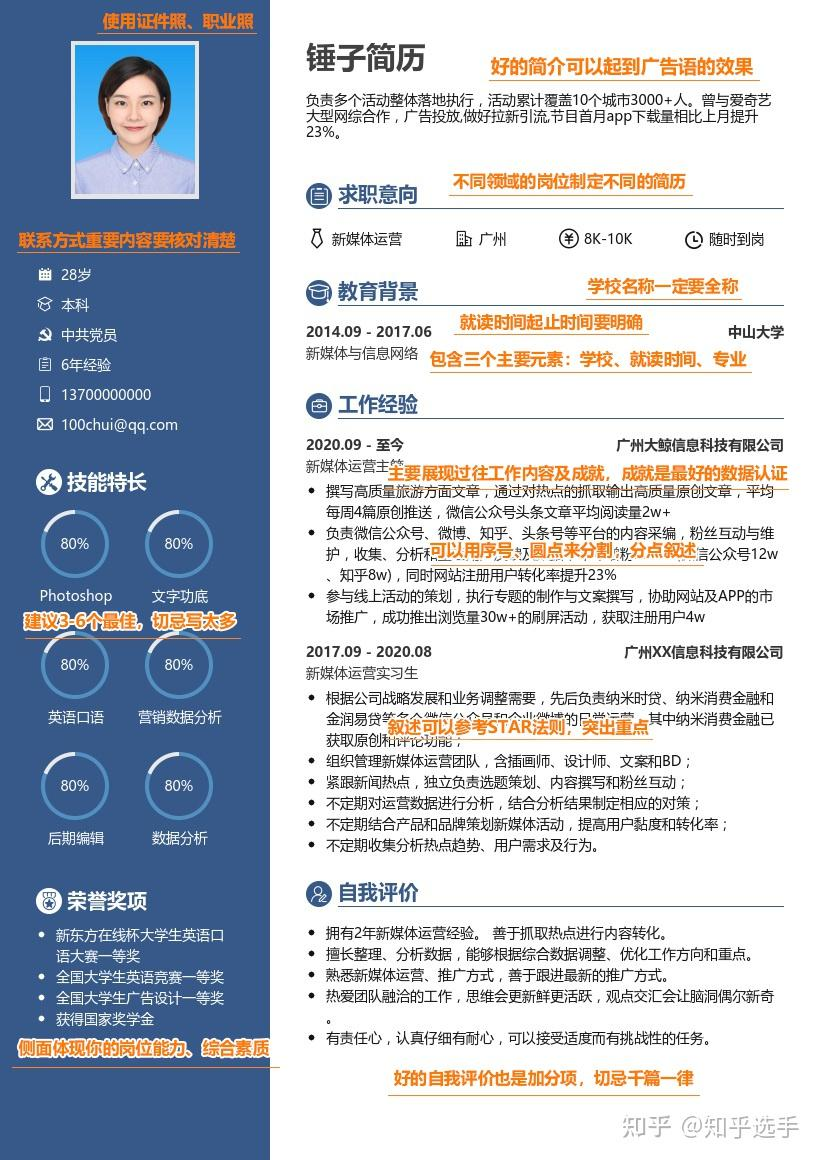 使用证件照、职业照
联系方式重要内容要核对清楚
28岁
本科
中共党员
6年经验
13700000000
100chui@qq.com
技能特长
80%
80%
Photoshop
文字功底
建议3-6个最佳，切忌写太多
80%
80%
英语口语
营销数据分析
80%
80%
后期编辑
数据分析
荣誉奖项
新东方在线杯大学生英语口
语大赛一等奖
全国大学生英语竞赛一等奖
全国大学生广告设计一等奖
获得国家奖学金
侧面体现你的岗位能力、综合素质
锤子简历
好的简介可以起到广告语的效果
负责多个活动整体落地执行，活动累计覆盖10个城市3000+人。曾与爱奇艺
大型网综合作，广告投放,做好拉新引流,节目首月app下载量相比上月提升
23%。
求职意向
不同领域的岗位制定不同的简历
新媒体运营
广州
8K-10K
随时到岗
教育背景
学校名称一定要全称
2014.09 - 2017.06
就读时间起止时间要明确
中山大学
新媒体与信息网络
包含三个主要元素：学校、就读时间、专业
工作经验
2020.09 - 至今
广州大鲸信息科技有限公司
新媒体运营主管
主要展现过往工作内容及成就，成就是最好的数据认证
撰写高质量旅游方面文章，通过对热点的抓取输出高质量原创文章，平均
每周4篇原创推送，微信公众号头条文章平均阅读量2w+
负责微信公众号、微博、知乎、头条号等平台的内容采编，粉丝互动与维
护，收集、分析和
可以用序号、圆点来分割，分点叙述
信公众号12w
、知乎8w)，同时网站注册用户转化率提升23%
参与线上活动的策划，执行专题的制作与文案撰写，协助网站及APP的市
场推广，成功推出浏览量30w+的刷屏活动，获取注册用户4w
2017.09 - 2020.08
广州XX信息科技有限公司
新媒体运营实习生
根据公司战略发展和业务调整需要，先后负责纳米时贷、纳米消费金融和
金润易贷等多个微信公众号和企业微博的日常运营，其中纳米消费金融已
叙述可以参考STAR法则，突出重点
获取原创和评论功能；
组织管理新媒体运营团队，含插画师、设计师、文案和BD；
紧跟新闻热点，独立负责选题策划、内容撰写和粉丝互动；
不定期对运营数据进行分析，结合分析结果制定相应的对策；
不定期结合产品和品牌策划新媒体活动，提高用户黏度和转化率；
不定期收集分析热点趋势、用户需求及行为。
自我评价
拥有2年新媒体运营经验。 善于抓取热点进行内容转化。
擅长整理、分析数据，能够根据综合数据调整、优化工作方向和重点。
熟悉新媒体运营、推广方式，善于跟进最新的推广方式。
热爱团队融洽的工作，思维会更新鲜更活跃，观点交汇会让脑洞偶尔新奇
。
有责任心，认真仔细有耐心，可以接受适度而有挑战性的任务。
好的自我评价也是加分项，切忌千篇一律
知乎 @知乎选手